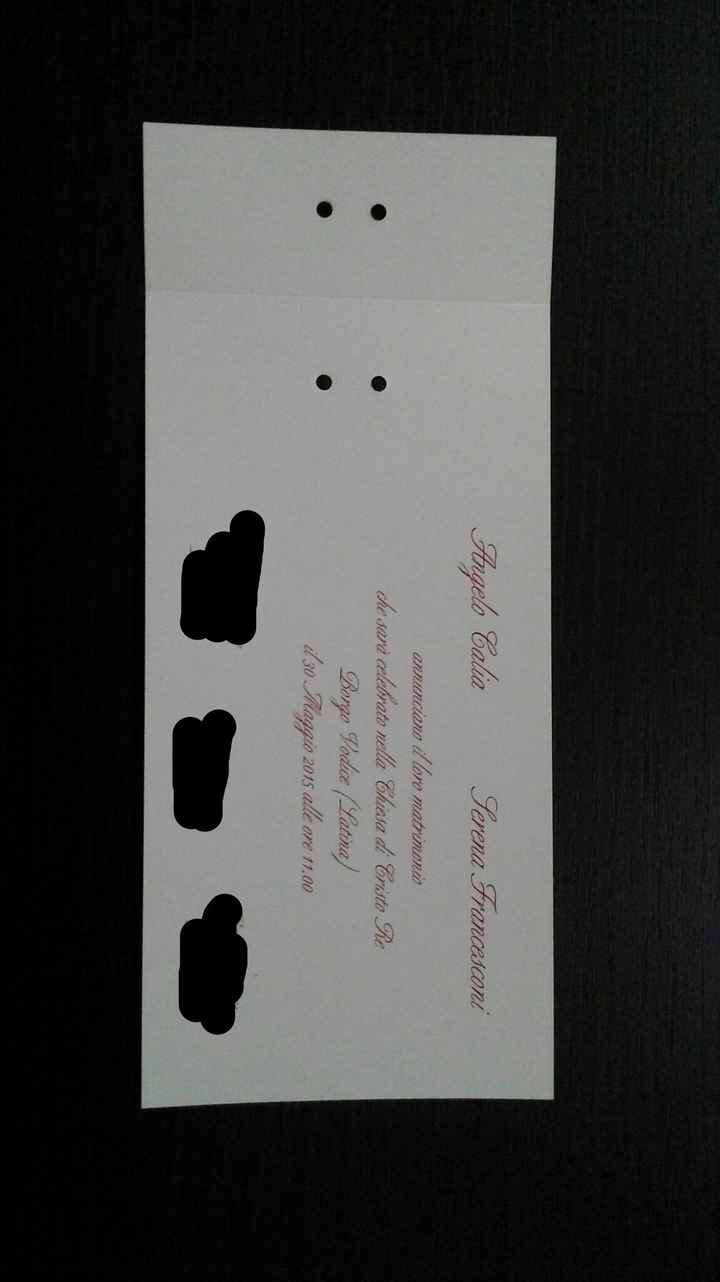 Angelo Calia Serena Francesconi
annunciano il loro matrimonio
che sarà celebrato nella Chiesa di Cristo Re
Borgo Vodice (Latina)
il 30 Maggio 2015 alle ore 11.00